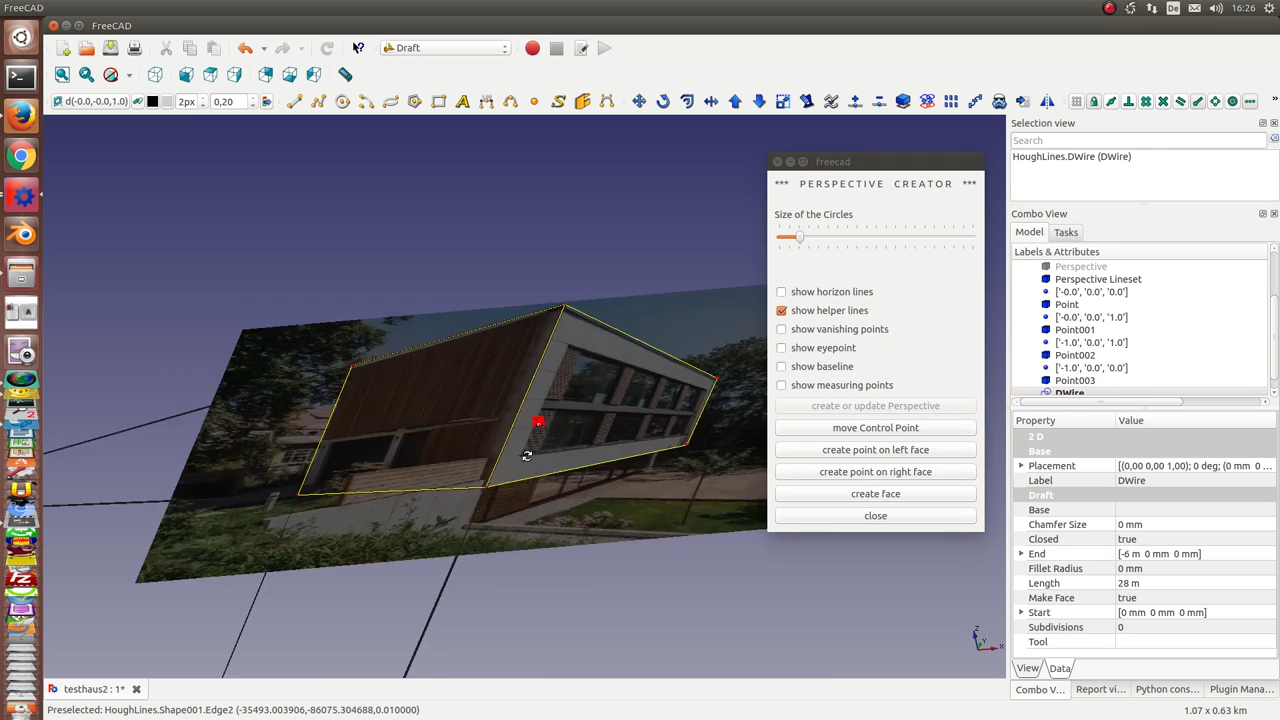 FreeCAD
De
16:26
FreeCAD
Draft
d(-0.0,-0.0,1.0)
2px
0,20
Selection view
Search
HoughLines.DWire (DWire)
Combo View
Model
Tasks
Labels & Attributes
Perspective
Perspective Lineset
['-0.0', '0.0', '0.0']
Point
['-0.0', '0.0', '1.0']
Point001
['-1.0', '0.0', '1.0']
Point002
['-1.0', '0.0', '0.0']
Point003
DWire
Property
Value
2 D
Base
Placement
[(0,00 0,00 1,00); 0 deg; (0 mm 0 ...
Label
DWire
Draft
Base
Chamfer Size
0 mm
Closed
true
End
[-6 m 0 mm 0 mm]
Fillet Radius
0 mm
Length
28 m
Make Face
true
Start
[0 mm 0 mm 0 mm]
Subdivisions
0
Tool
View
Data
Combo V...
Report vi...
Python cons...
Plugin Mana...
freecad
*** PERSPECTIVE CREATOR ***
Size of the Circles
show horizon lines
show helper lines
show vanishing points
show eyepoint
show baseline
show measuring points
create or update Perspective
move Control Point
create point on left face
create point on right face
create face
close
Z
Y
X
testhaus2 : 1*
Preselected: HoughLines.Shape001.Edge2 (-35493.003906,-86075.304688,0.010000)
1.07 x 0.63 km